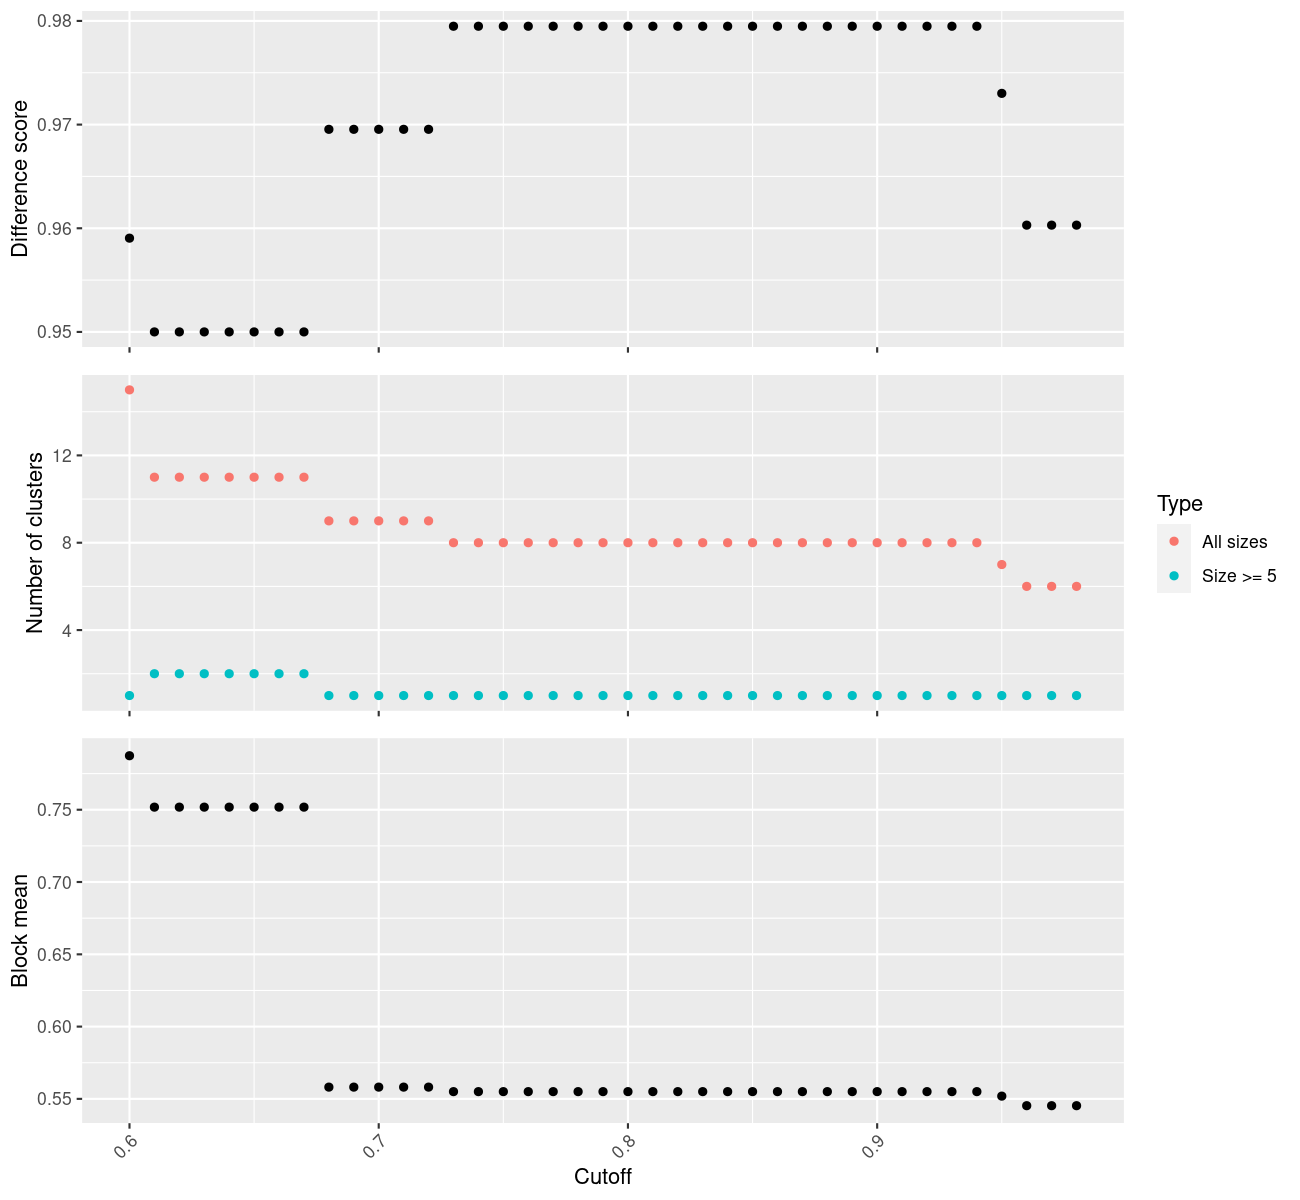 Difference score
0.98
0.97
0.96
0.95
Number of clusters
12
8
4
Type
All sizes
Size >= 5
Block mean
0.75
0.70
0.65
0.60
0.55
0.6
0.7
0.8
0.9
Cutoff